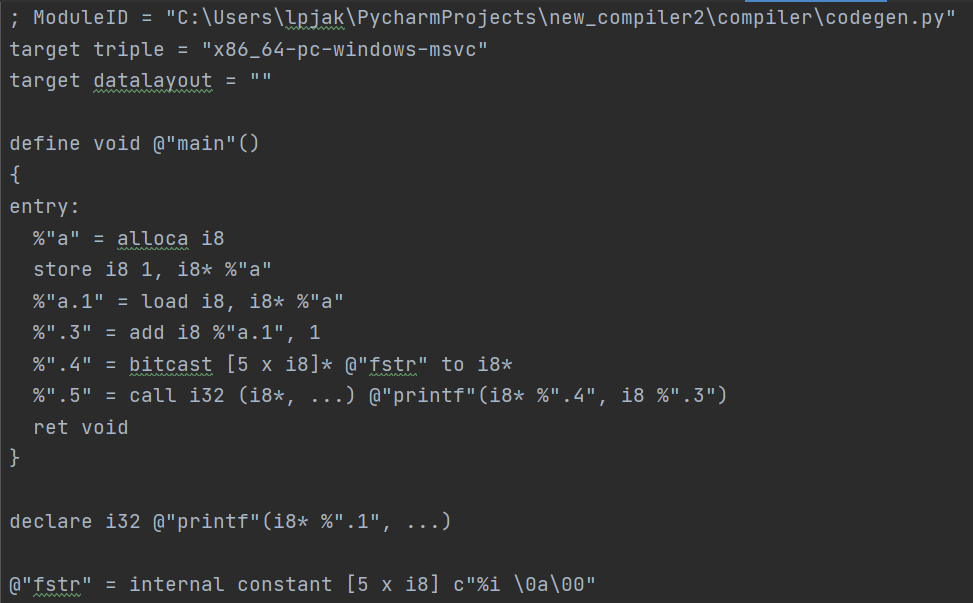 ; ModuleID = "C:\Users\lpjak\PycharmProjects\new_compiler2\compiler\codegen.py"
target triple = "x86_64-pc-windows-msvc"
target datalayout = ""

define void @"main"()
{
entry:
  %"a" = alloca i8
  store i8 1, i8* %"a"
  %"a.1" = load i8, i8* %"a"
  %".3" = add i8 %"a.1", 1
  %".4" = bitcast [5 x i8]* @"fstr" to i8*
  %".5" = call i32 (i8*, ...) @"printf"(i8* %".4", i8 %".3")
  ret void
}

declare i32 @"printf"(i8* %".1", ...)

@"fstr" = internal constant [5 x i8] c"%i \0a\00"